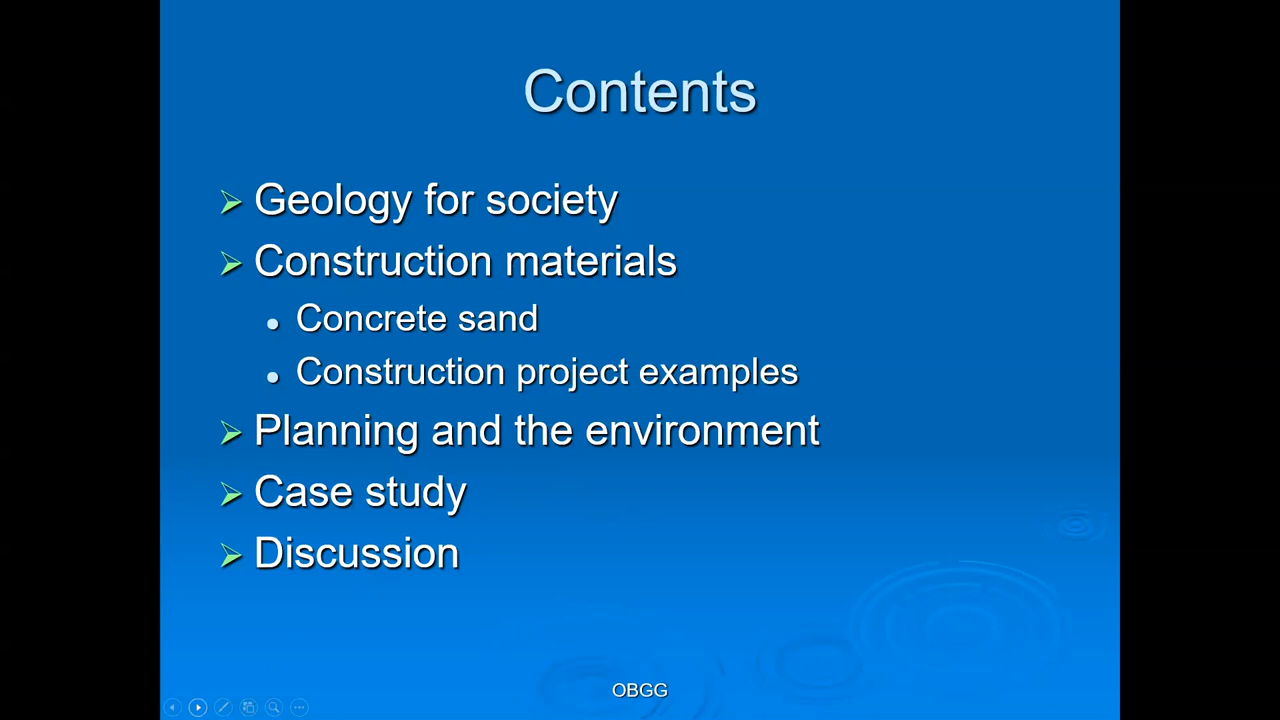 Contents
Geology for society
Construction materials
Concrete sand
Construction project examples
Planning and the environment
Case study
Discussion
OBGG